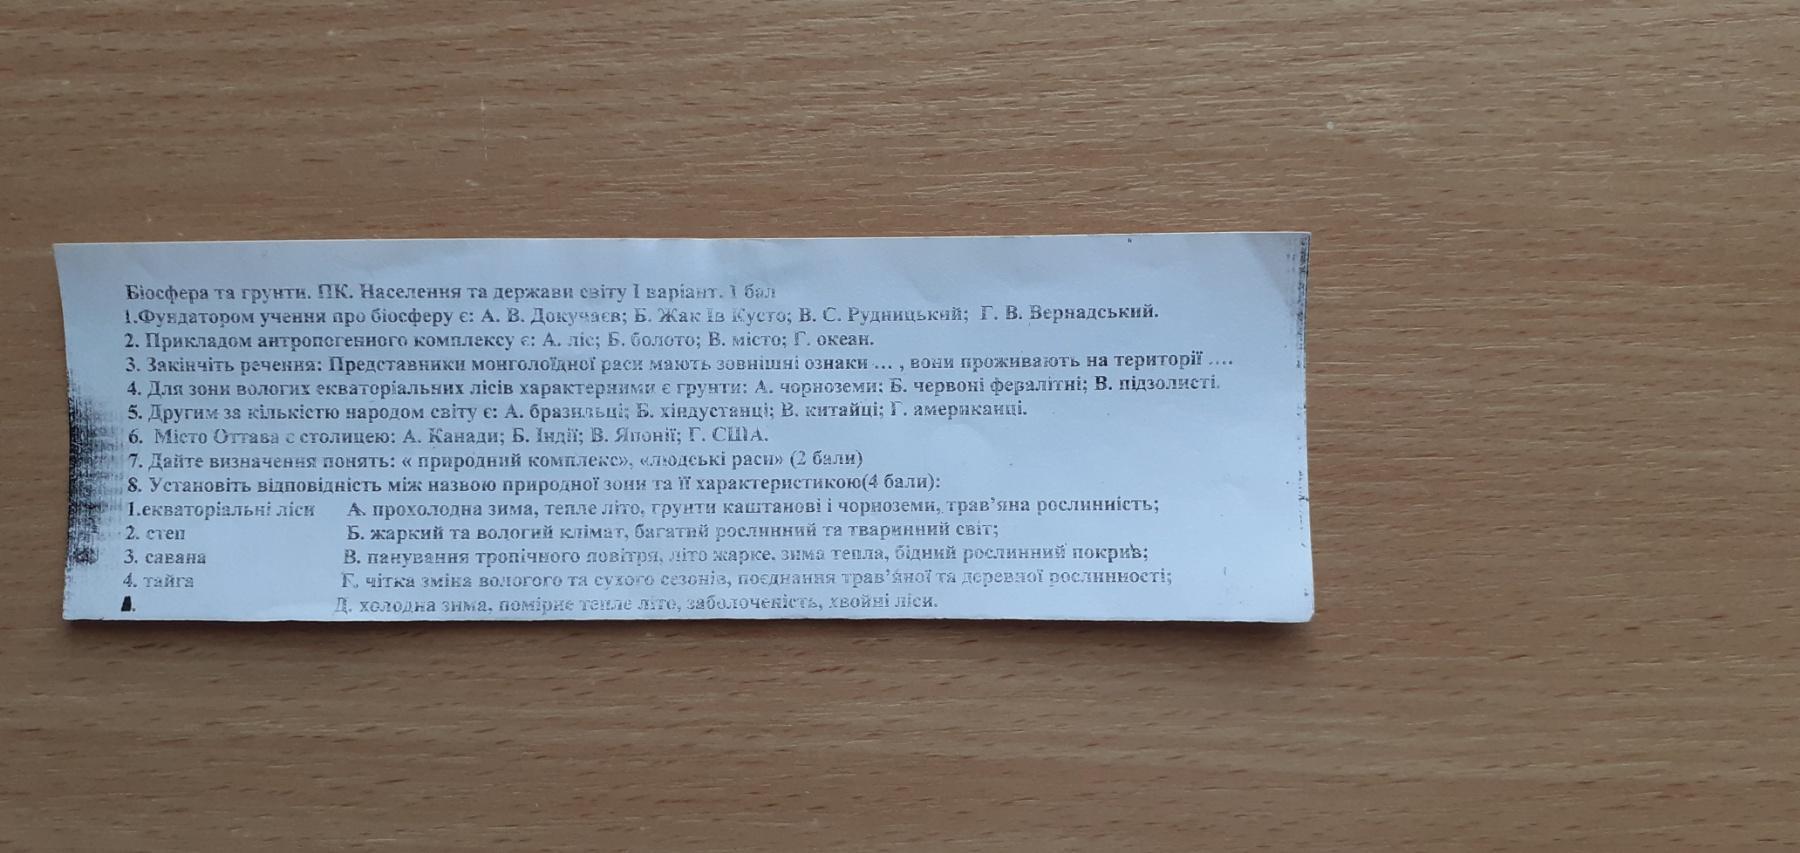 Біосфера та грунти. ПК. Населення та держави світу І варіант. 1 бал
1.Фундатором учення про біосферу є: А. В. Докучаєв; Б. Жак Ів Кусто; В. С. Рудницький; Г. В. Вернадський.
2. Прикладом антропогенного комплексу є: А. ліс; Б. болото; В. місто; Г. океан.
3. Закінчіть речення: Представники монголоїдної раси мають зовнішні ознаки ... , вони проживають на території ....
4. Для зони вологих екваторіальних лісів характерними є грунти: А. чорноземи; Б. червоні фералітні; В. підзолисті.
5. Другим за кількістю народом світу є: А. бразильці; Б. хіндустанці; В. китайці; Г. американці.
6. Місто Оттава є столицею: А. Канади; Б. Індії; В. Японії; Г. США.
7. Дайте визначення понять: « природний комплекс», «людські раси» (2 бали)
8. Установіть відповідність між назвою природної зони та її характеристикою(4 бали):
1.екваторіальні ліси А. прохолодна зима, тепле літо, грунти каштанові і чорноземи, трав’яна рослинність;
2. степ Б. жаркий та вологий клімат, багатий рослинний та тваринний світ;
3. савана В. панування тропічного повітря, літо жарке, зима тепла, бідний рослинний покрив;
4. тайга Г. чітка зміна вологого та сухого сезонів, поєднання трав’яної та деревної рослинності;
Д. холодна зима, помірне тепле літо, заболоченість, хвойні ліси.